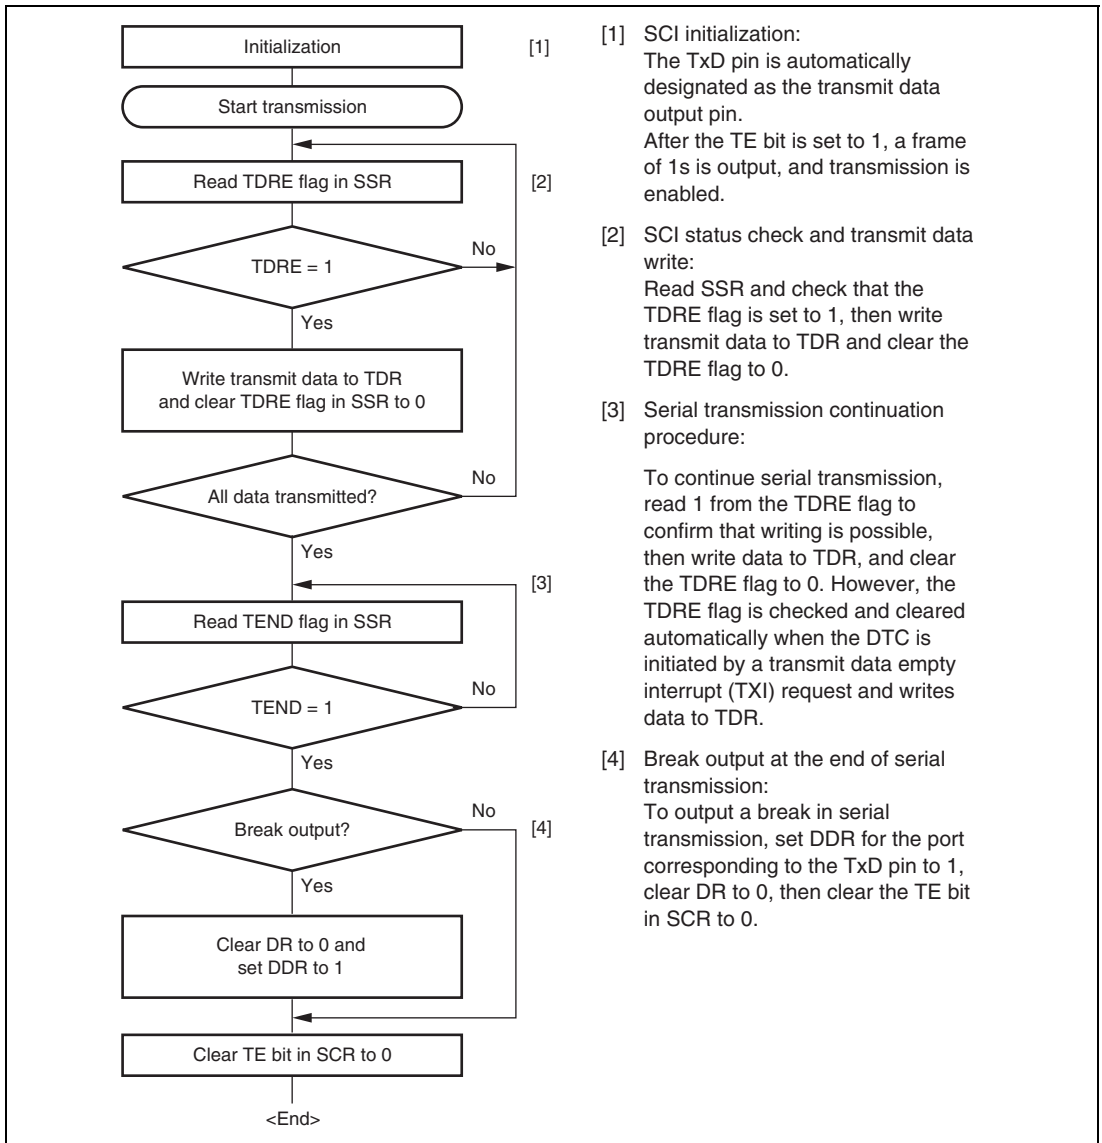 Initialization
[1]
Start transmission
Read TDRE flag in SSR
[2]
TDRE = 1
No
Yes
Write transmit data to TDR
and clear TDRE flag in SSR to 0
All data transmitted?
No
Yes
[3]
Read TEND flag in SSR
TEND = 1
No
Yes
Break output?
No
[4]
Yes
Clear DR to 0 and
set DDR to 1
Clear TE bit in SCR to 0
<End>
[1] SCI initialization:
The TxD pin is automatically
designated as the transmit data
output pin.
After the TE bit is set to 1, a frame
of 1s is output, and transmission is
enabled.
[2] SCI status check and transmit data
write:
Read SSR and check that the
TDRE flag is set to 1, then write
transmit data to TDR and clear the
TDRE flag to 0.
[3] Serial transmission continuation
procedure:
To continue serial transmission,
read 1 from the TDRE flag to
confirm that writing is possible,
then write data to TDR, and clear
the TDRE flag to 0. However, the
TDRE flag is checked and cleared
automatically when the DTC is
initiated by a transmit data empty
interrupt (TXI) request and writes
data to TDR.
[4] Break output at the end of serial
transmission:
To output a break in serial
transmission, set DDR for the port
corresponding to the TxD pin to 1,
clear DR to 0, then clear the TE bit
in SCR to 0.